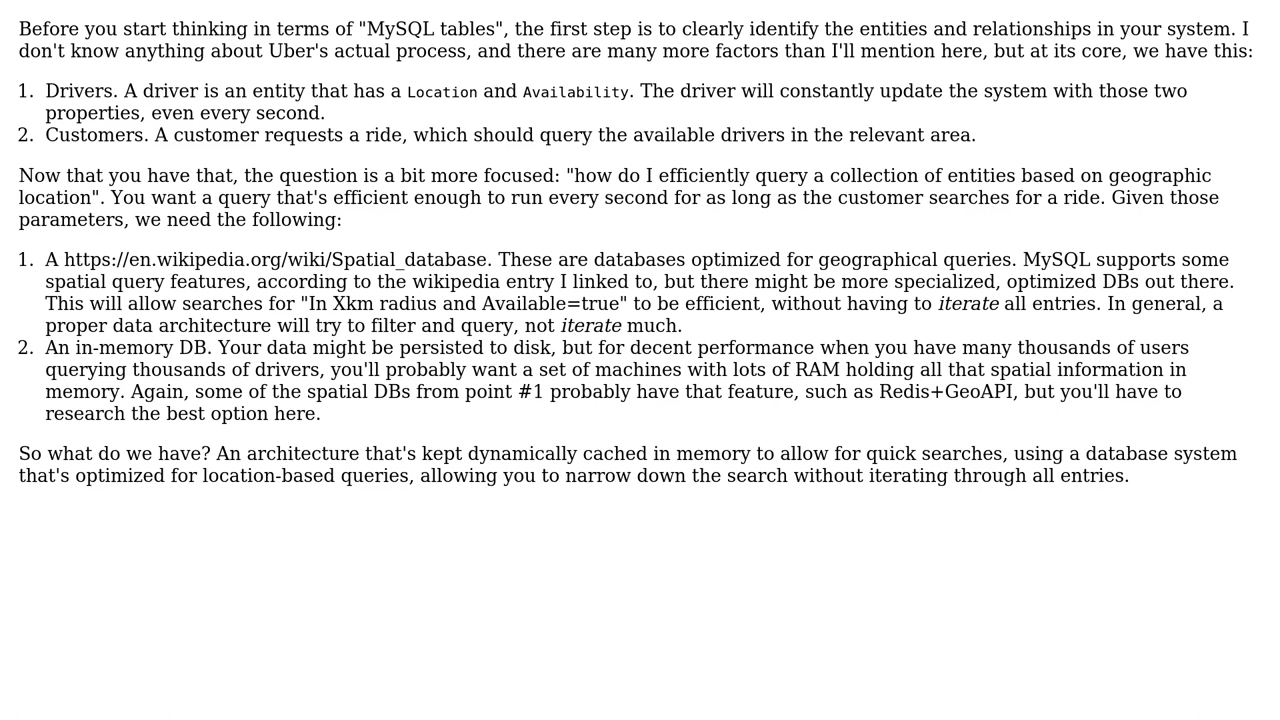 Before you start thinking in terms of "MySQL tables", the first step is to clearly identify the entities and relationships in your system. I
don't know anything about Uber's actual process, and there are many more factors than I'll mention here, but at its core, we have this:
1. Drivers. A driver is an entity that has a Location and Availability. The driver will constantly update the system with those two
properties, even every second.
2. Customers. A customer requests a ride, which should query the available drivers in the relevant area.
Now that you have that, the question is a bit more focused: "how do I efficiently query a collection of entities based on geographic
location". You want a query that's efficient enough to run every second for as long as the customer searches for a ride. Given those
parameters, we need the following:
1. A https://en.wikipedia.org/wiki/Spatial_database. These are databases optimized for geographical queries. MySQL supports some
spatial query features, according to the wikipedia entry I linked to, but there might be more specialized, optimized DBs out there.
This will allow searches for "In Xkm radius and Available=true" to be efficient, without having to iterate all entries. In general, a
proper data architecture will try to filter and query, not iterate much.
2. An in-memory DB. Your data might be persisted to disk, but for decent performance when you have many thousands of users
querying thousands of drivers, you'll probably want a set of machines with lots of RAM holding all that spatial information in
memory. Again, some of the spatial DBs from point #1 probably have that feature, such as Redis+GeoAPI, but you'll have to
research the best option here.
So what do we have? An architecture that's kept dynamically cached in memory to allow for quick searches, using a database system
that's optimized for location-based queries, allowing you to narrow down the search without iterating through all entries.